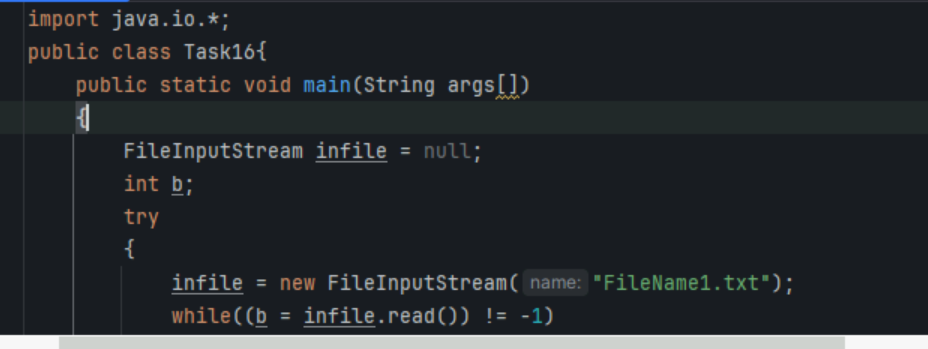 import java.io.*;
public class Task16{
    public static void main(String args[])
    {
        FileInputStream infile = null;
        int b;
        try
        {
            infile = new FileInputStream( name: "FileName1.txt");
            while((b = infile.read()) != -1)